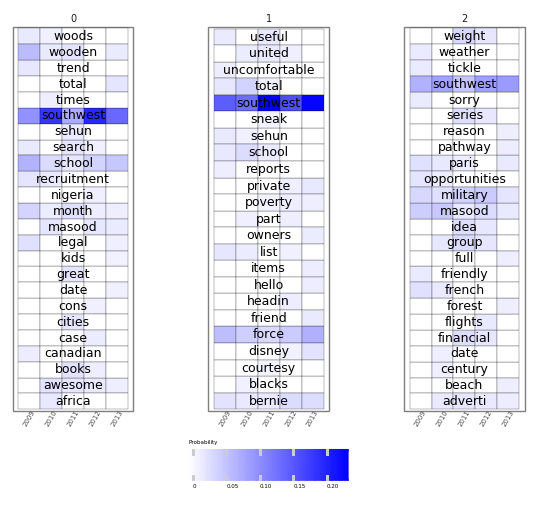 0
woods
wooden
trend
total
times
southwest
sehun
search
school
recruitment
nigeria
month
masood
legal
kids
great
date
cons
cities
case
canadian
books
awesome
africa
2009 2010 2011 2012 2013
1
useful
united
uncomfortable
total
southwest
sneak
sehun
school
reports
private
poverty
part
owners
list
items
hello
headin
friend
force
disney
courtesy
blacks
bernie
2009 2010 2011 2012 2013
2
weight
weather
tickle
southwest
sorry
series
reason
pathway
paris
opportunities
military
masood
idea
group
full
friendly
french
forest
flights
financial
date
century
beach
adverti
2009 2010 2011 2012 2013
Probability
0 0.05 0.10 0.15 0.20